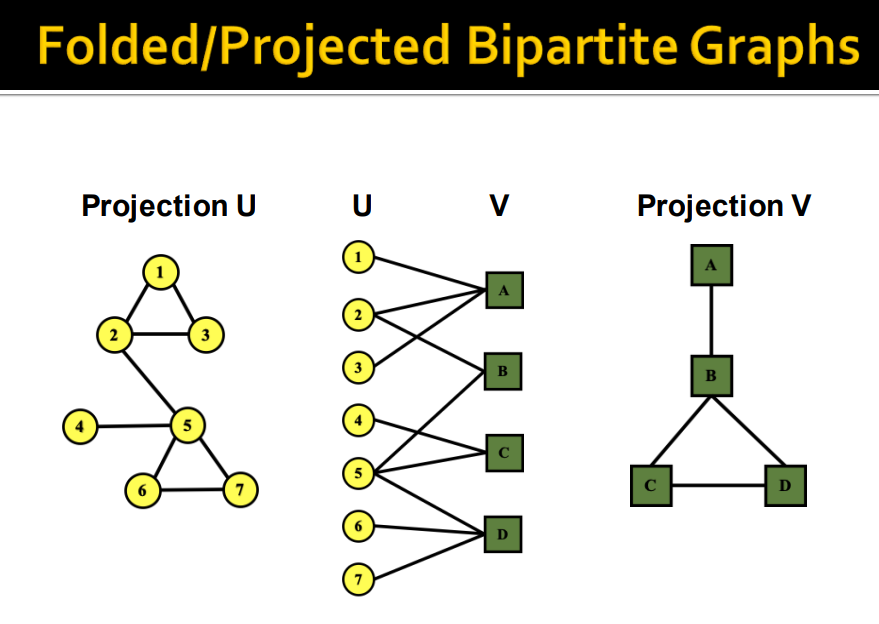 Folded/Projected Bipartite Graphs
Projection U
U
V
Projection V
1
2
3
4
5
6
7
1
2
3
4
5
6
7
A
B
C
D
A
B
C
D